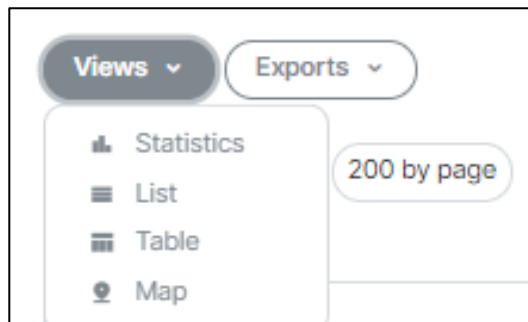 Views
Exports
Statistics
200 by page
List
Table
Map